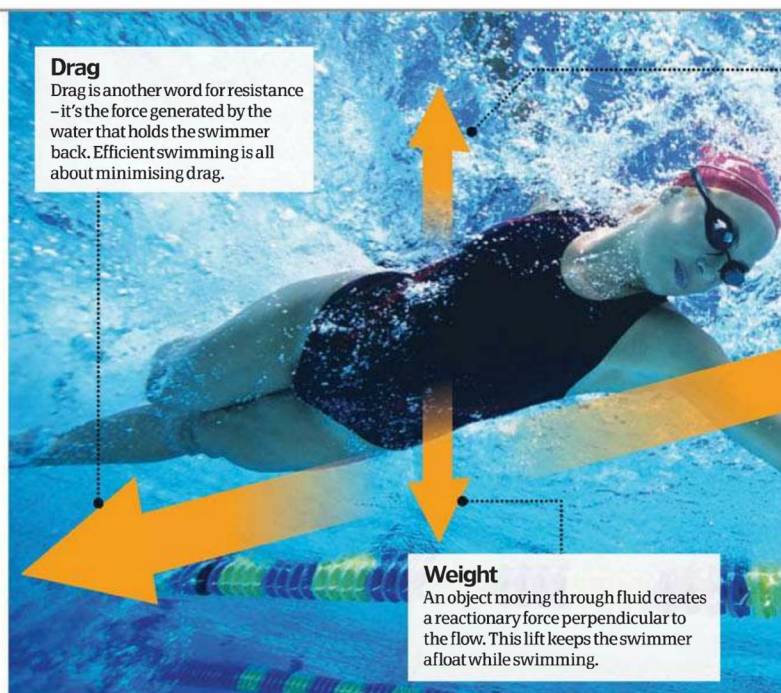 Drag
Drag is another word for resistance
– it's the force generated by the
water that holds the swimmer
back. Efficient swimming is all
about minimising drag.
Weight
An object moving through fluid creates
a reactionary force perpendicular to
the flow. This lift keeps the swimmer
afloat while swimming.